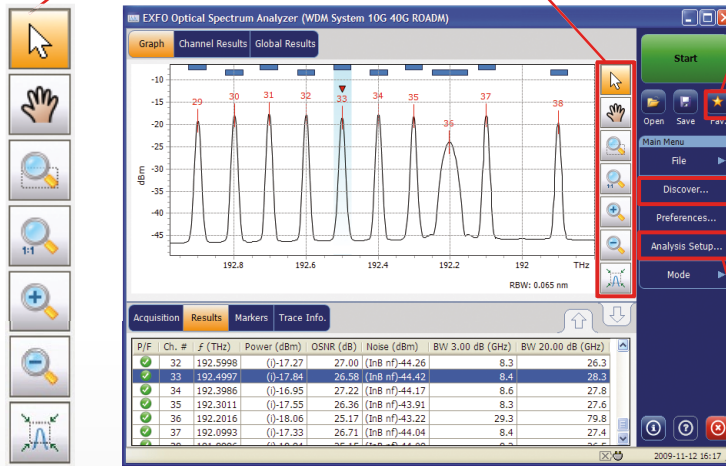 EXFO Optical Spectrum Analyzer (WDM System 10G 40G ROADM)
Graph Channel Results Global Results
-10
-15
-20
-25
-30
-35
-40
-45
dBm
29 30 31 32 33 34 35 36 37 38
192.8 192.6 192.4 192.2 192 THz
RBW: 0.065 nm
1:1
1:1
Start
Open Save Fav.
Main Menu
File
Discover...
Preferences...
Analysis Setup...
Mode
Acquisition Results Markers Trace Info.
P/F Ch. # f (THz) Power (dBm) OSNR (dB) Noise (dBm) BW 3.00 dB (GHz) BW 20.00 dB (GHz)
32 192.5998 (i)-17.27 27.00 (InB nf)-44.26 8.3 26.3
33 192.4997 (i)-17.84 26.58 (InB nf)-44.42 8.4 28.3
34 192.3986 (i)-16.95 27.22 (InB nf)-44.17 8.6 27.8
35 192.3011 (i)-17.55 26.36 (InB nf)-43.91 8.3 27.6
36 192.2016 (i)-18.06 25.17 (InB nf)-43.22 29.3 79.8
37 192.0993 (i)-17.33 26.71 (InB nf)-44.04 8.4 27.4
2009-11-12 16:17